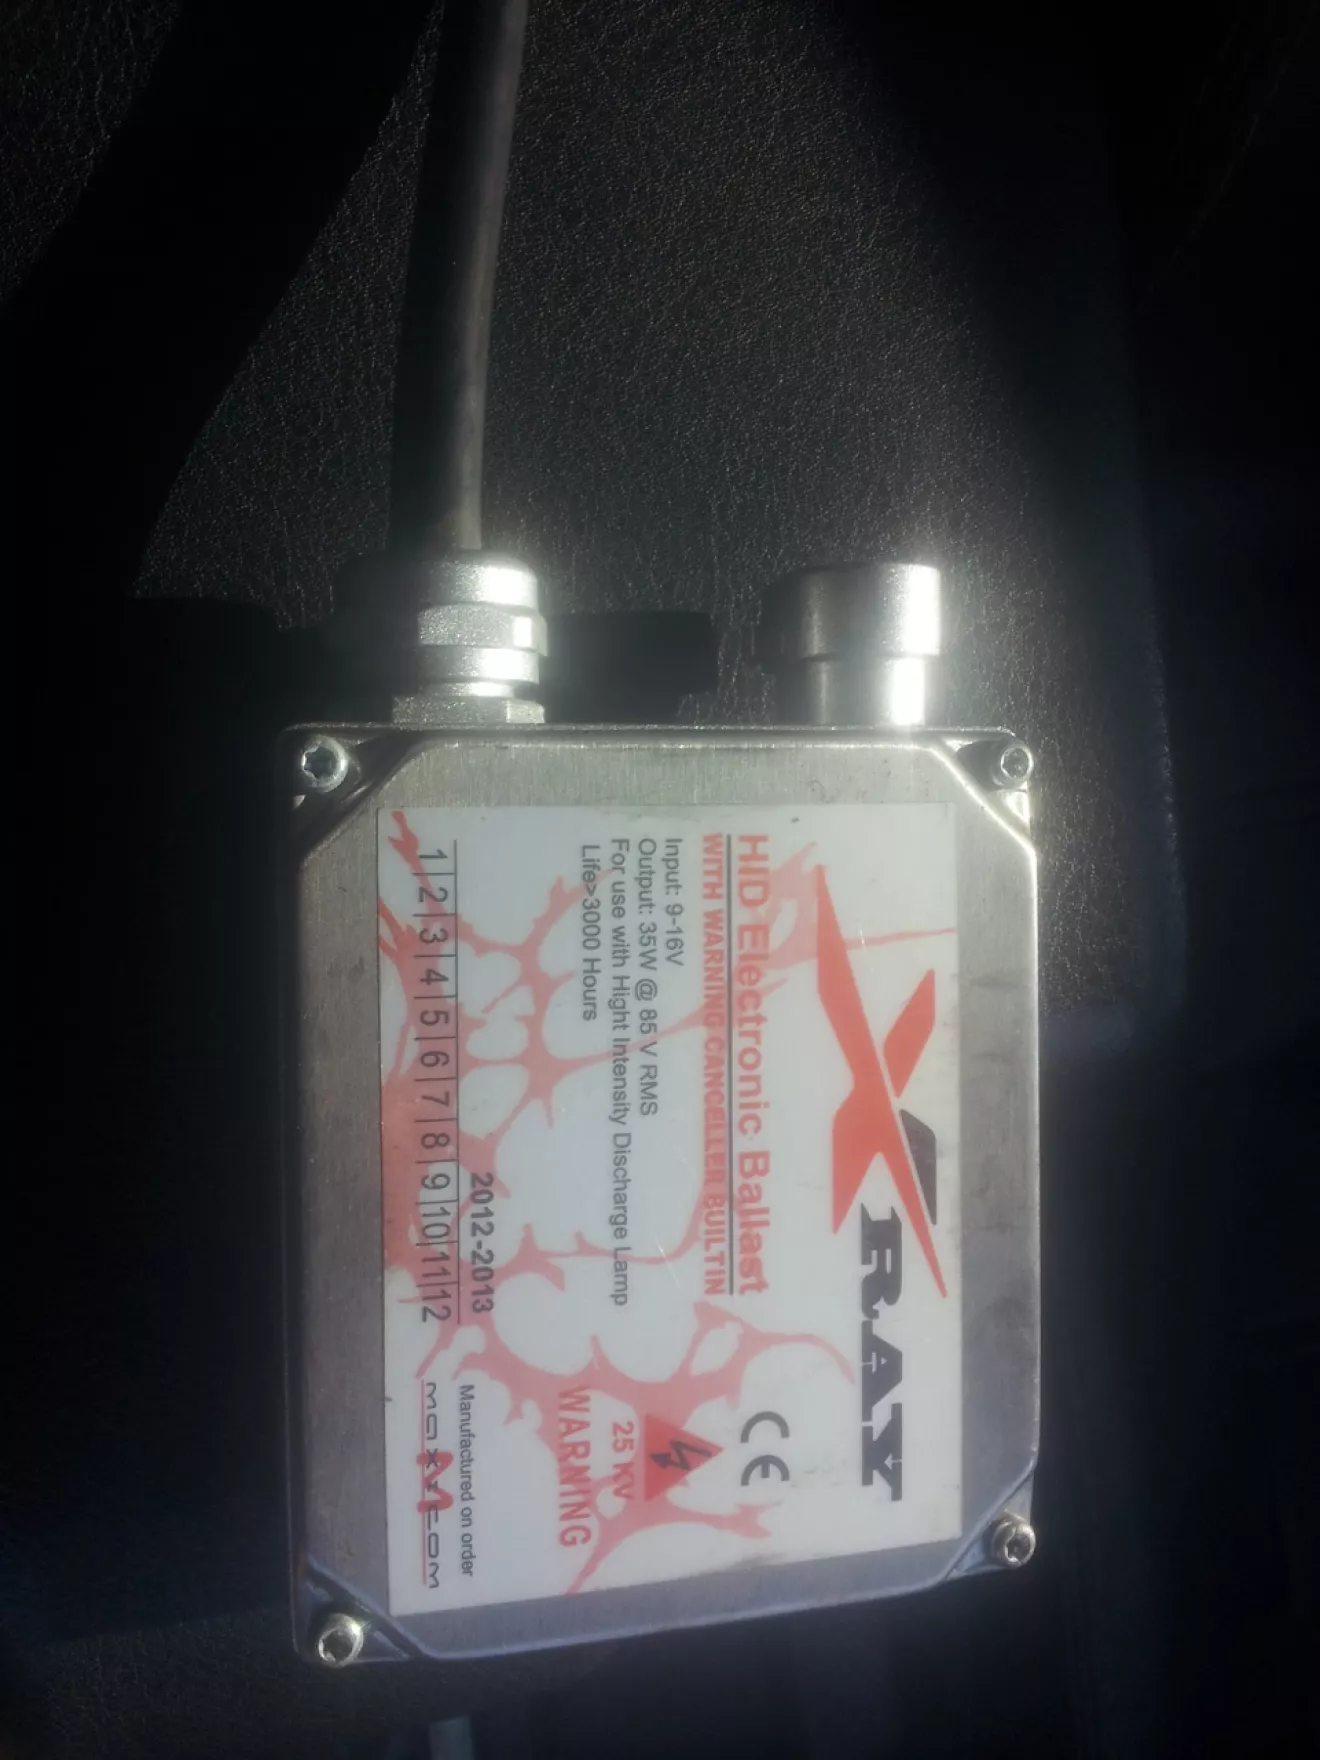 X RAY
HID Electronic Ballast
WITH WARNING CANCELLER BUILTIN
Input: 9-16V
Output: 35W @ 85 V RMS
For use with Hight Intensity Discharge Lamp
Life>3000 Hours
CE
25 KV
WARNING
2012-2013
1|2|3|4|5|6|7|8|9|10|11|12
Manufactured on order